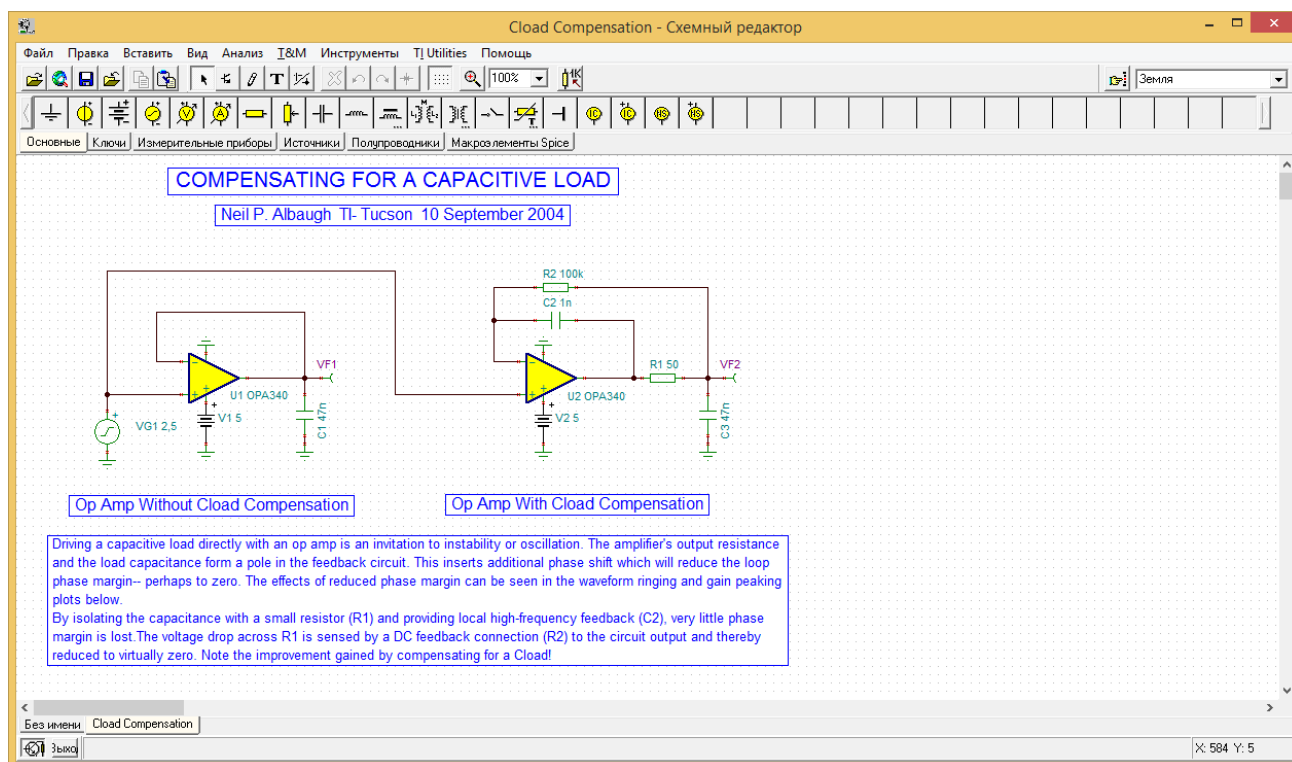 Cload Compensation - Схемный редактор
Файл Правка Вставить Вид Анализ T&M Инструменты TI Utilities Помощь
100%
Земля
Основные Ключи Измерительные приборы Источники Полупроводники Макроэлементы Spice
COMPENSATING FOR A CAPACITIVE LOAD
Neil P. Albaugh TI- Tucson 10 September 2004
R2 100k
C2 1n
VF1
R1 50
VF2
U1 OPA340
U2 OPA340
VG1 2,5
V1 5
C1 47n
V2 5
C3 47n
Op Amp Without Cload Compensation
Op Amp With Cload Compensation
Driving a capacitive load directly with an op amp is an invitation to instability or oscillation. The amplifier's output resistance
and the load capacitance form a pole in the feedback circuit. This inserts additional phase shift which will reduce the loop
phase margin-- perhaps to zero. The effects of reduced phase margin can be seen in the waveform ringing and gain peaking
plots below.
By isolating the capacitance with a small resistor (R1) and providing local high-frequency feedback (C2), very little phase
margin is lost.The voltage drop across R1 is sensed by a DC feedback connection (R2) to the circuit output and thereby
reduced to virtually zero. Note the improvement gained by compensating for a Cload!
Без имени Cload Compensation
Выхо
X: 584 Y: 5